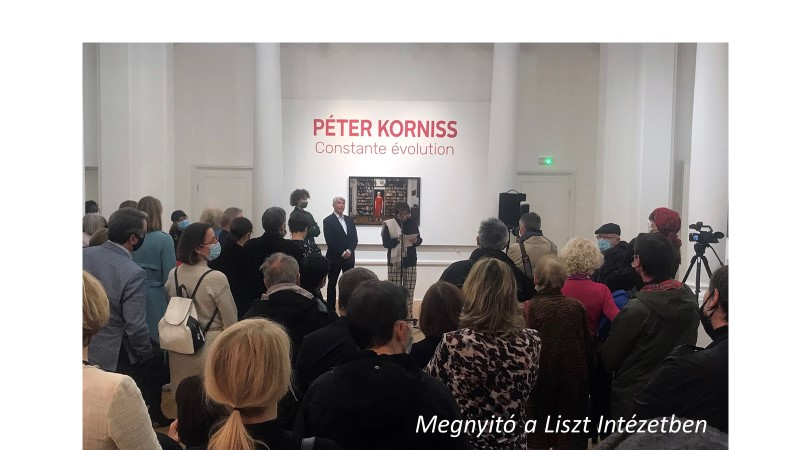 PÉTER KORNISS
Constante évolution
Megnyitó a Liszt Intézetben